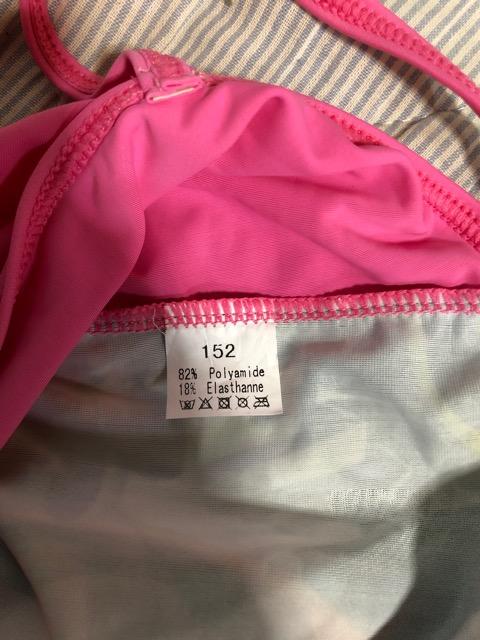 152
82% Polyamide
18% Elasthanne